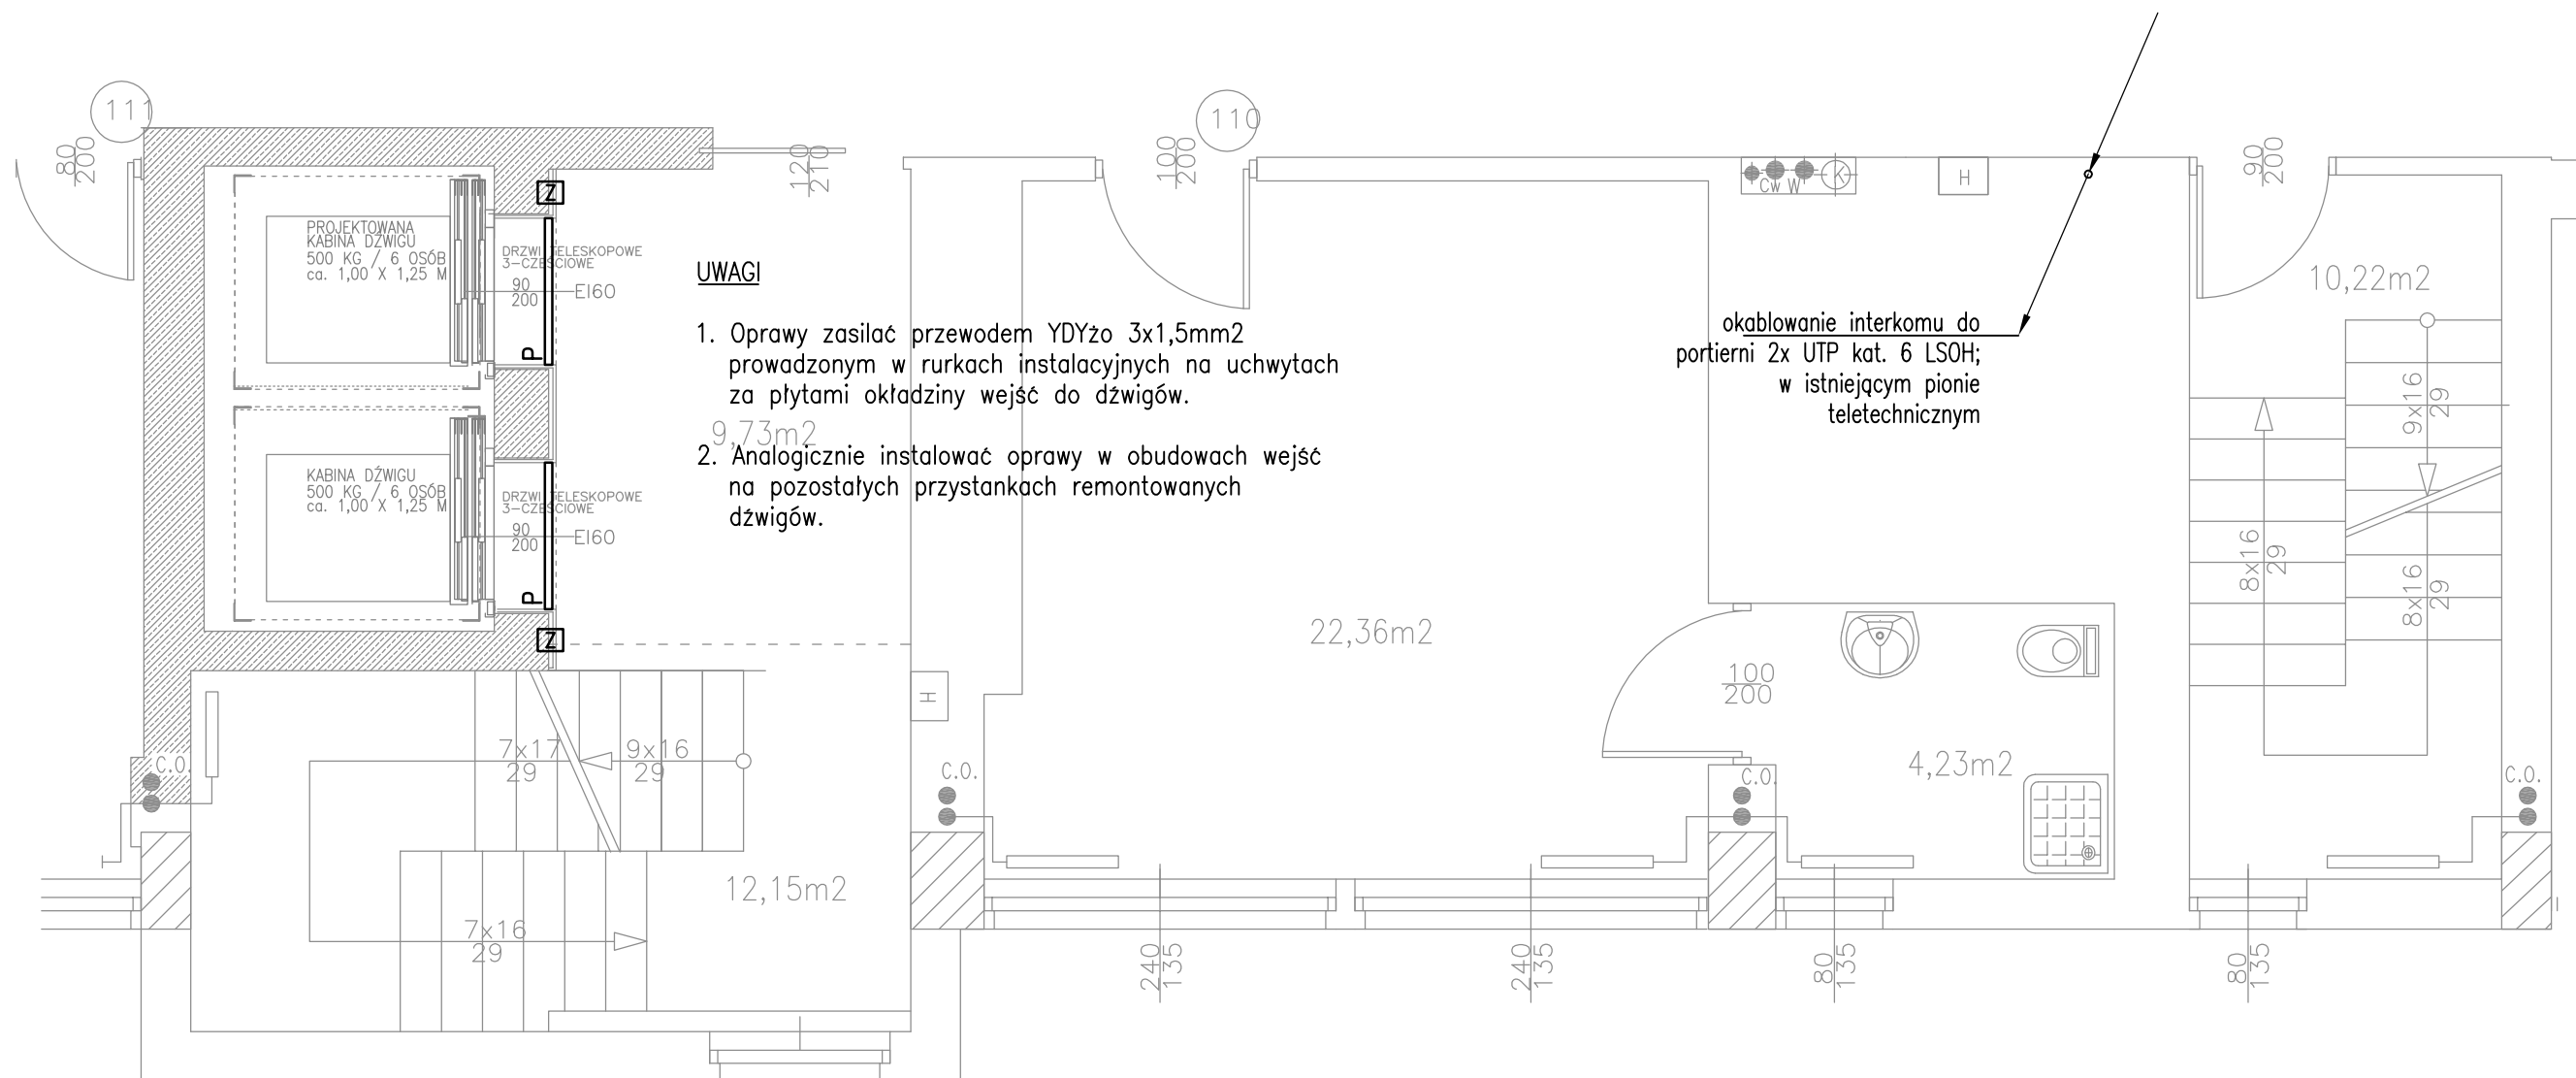 111
80
200
PROJEKTOWANA
KABINA DŹWIGU
500 KG / 6 OSÓB
ca. 1,00 X 1,25 M
Z
DRZWI TELESKOPOWE
3-CZĘŚCIOWE
90
200
EI60
P
KABINA DŹWIGU
500 KG / 6 OSÓB
ca. 1,00 X 1,25 M
DRZWI TELESKOPOWE
3-CZĘŚCIOWE
90
200
EI60
P
Z
120
210
110
100
200
UWAGI
1. Oprawy zasilać przewodem YDYżo 3x1,5mm2
prowadzonym w rurkach instalacyjnych na uchwytach
za płytami okładziny wejść do dźwigów.
9,73m2
2. Analogicznie instalować oprawy w obudowach wejść
na pozostałych przystankach remontowanych
dźwigów.
Cw W
K
H
okablowanie interkomu do
portierni 2x UTP kat. 6 LSOH;
w istniejącym pionie
teletechnicznym
90
200
10,22m2
9x16
29
8x16
29
8x16
29
22,36m2
100
200
4,23m2
H
C.O.
7x17
29
9x16
29
7x16
29
12,15m2
C.O.
C.O.
C.O.
240
135
240
135
80
135
80
135